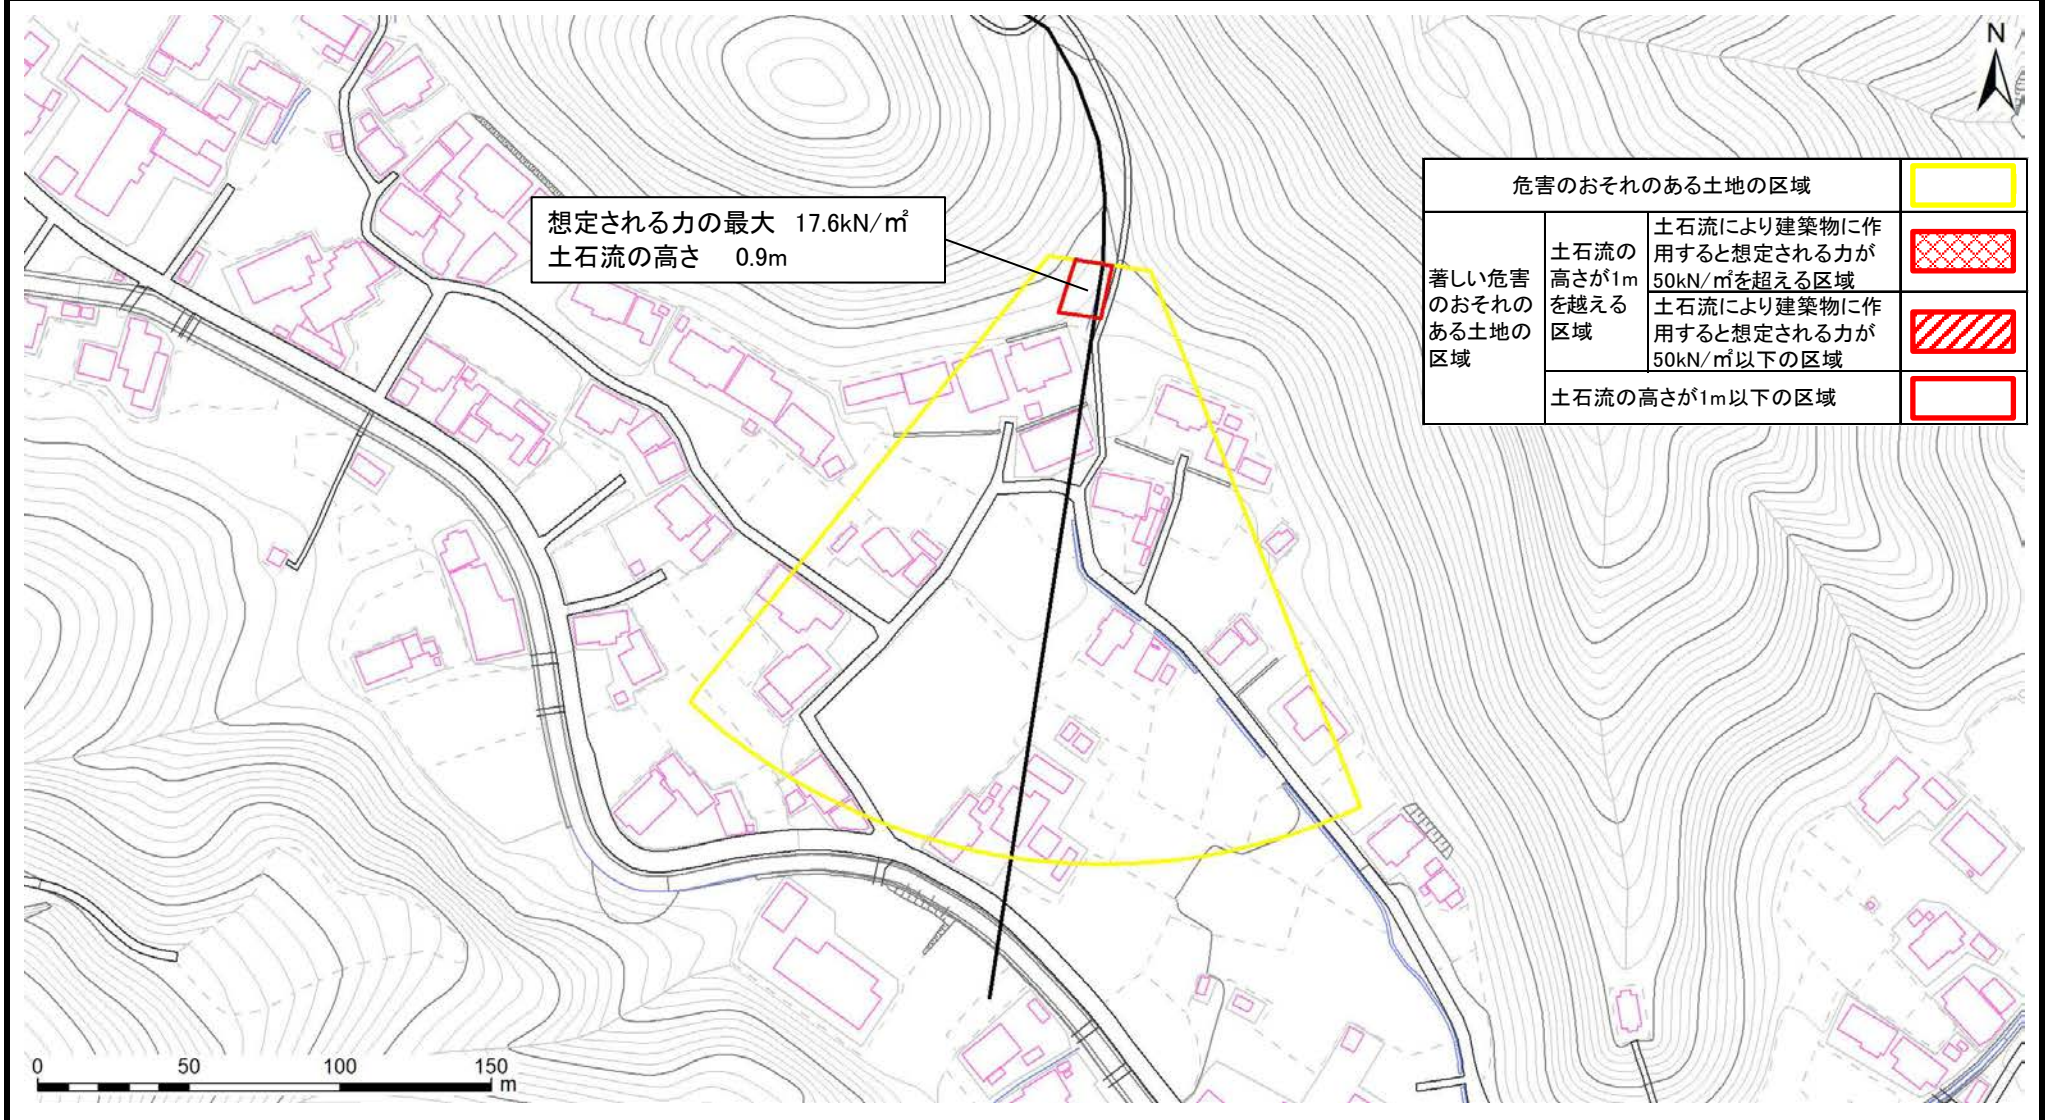 N
想定される力の最大 17.6kN/㎡
土石流の高さ 0.9m
危害のおそれのある土地の区域
著しい危害
のおそれの
ある土地の
区域
土石流の
高さが1m
を越える
区域
土石流により建築物に作
用すると想定される力が
50kN/㎡を超える区域
土石流により建築物に作
用すると想定される力が
50kN/㎡以下の区域
土石流の高さが1m以下の区域
0 50 100 150
m